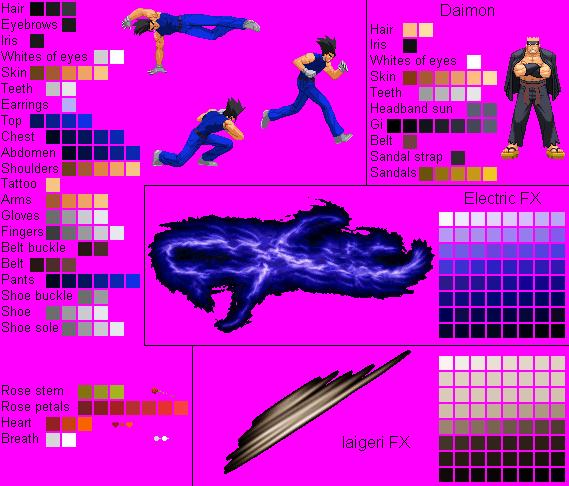 Hair
Eyebrows
Iris
Whites of eyes
Skin
Teeth
Earrings
Top
Chest
Abdomen
Shoulders
Tattoo
Arms
Gloves
Fingers
Belt buckle
Belt
Pants
Shoe buckle
Shoe
Shoe sole
Rose stem
Rose petals
Heart
Breath
Daimon
Hair
Iris
Whites of eyes
Skin
Teeth
Headband sun
Gi
Belt
Sandal strap
Sandals
Electric FX
Iaigeri FX